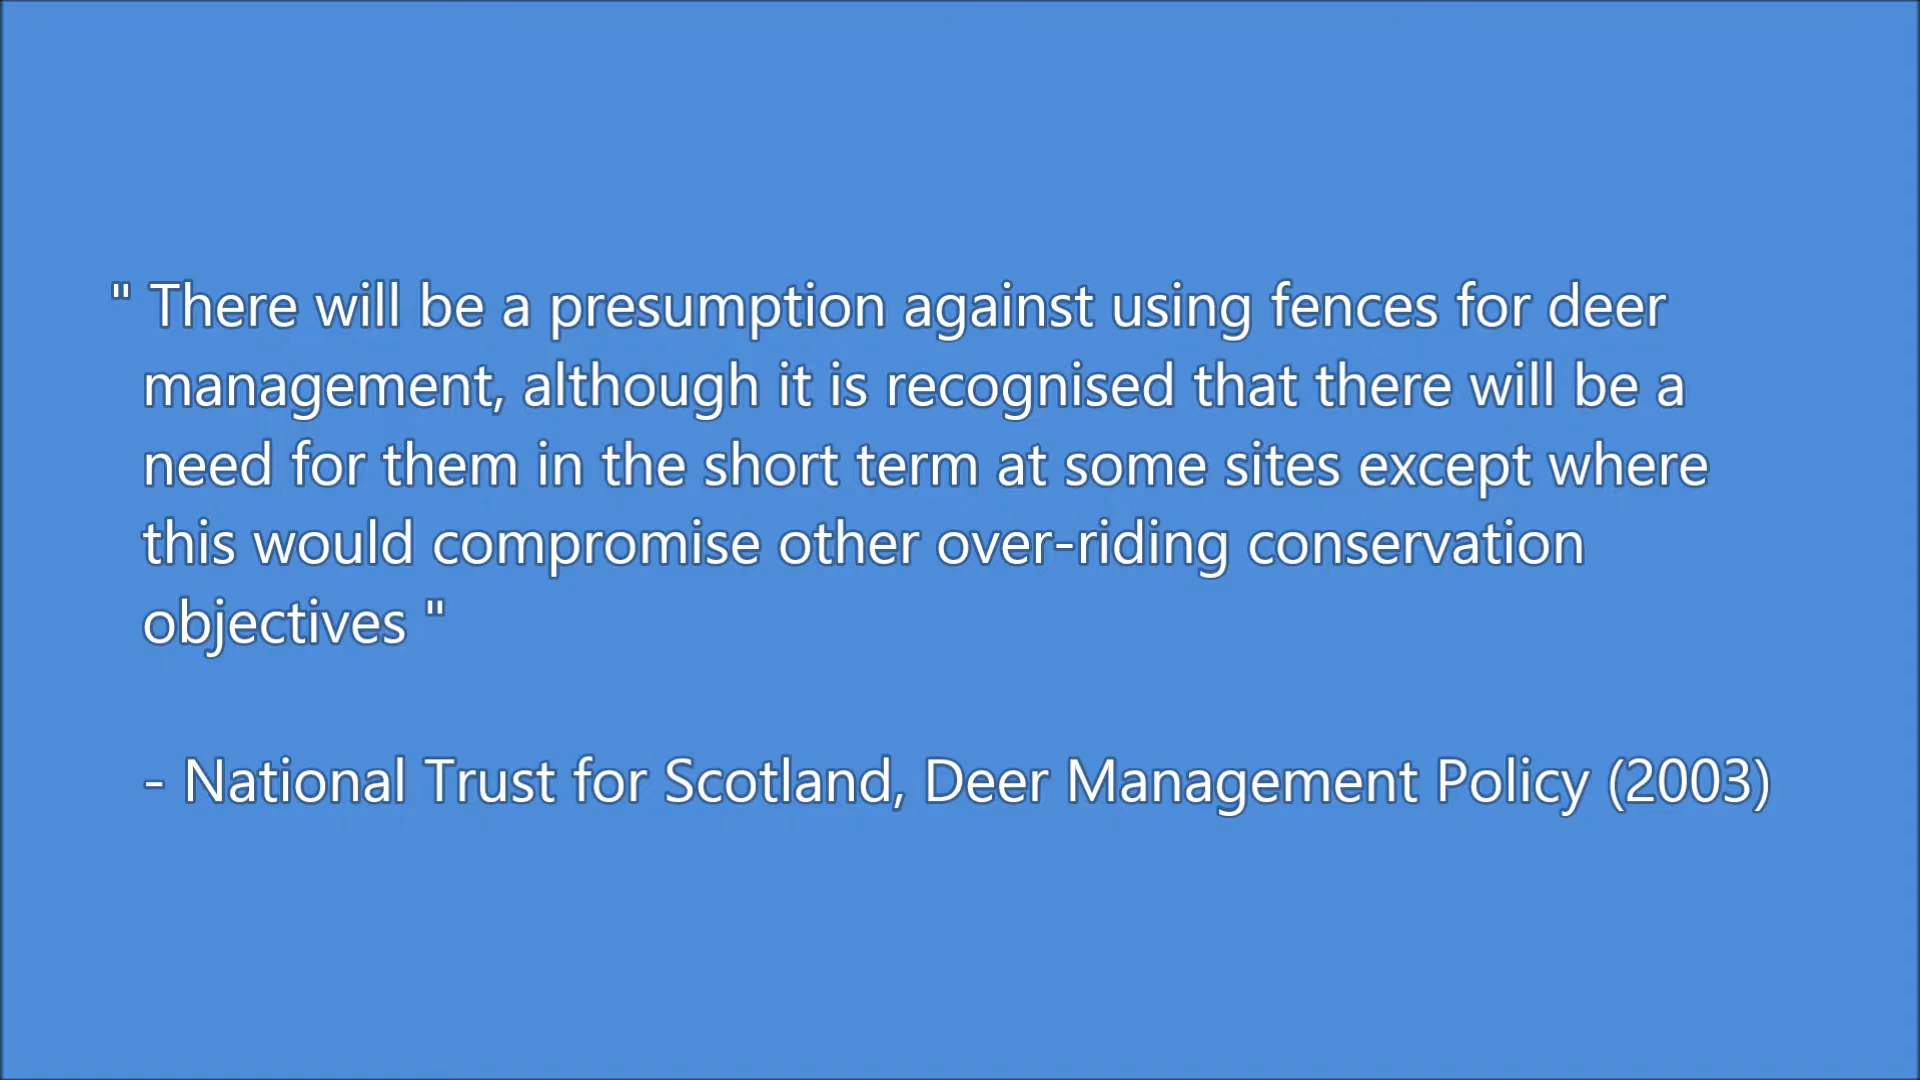 " There will be a presumption against using fences for deer
management, although it is recognised that there will be a
need for them in the short term at some sites except where
this would compromise other over-riding conservation
objectives "
- National Trust for Scotland, Deer Management Policy (2003)